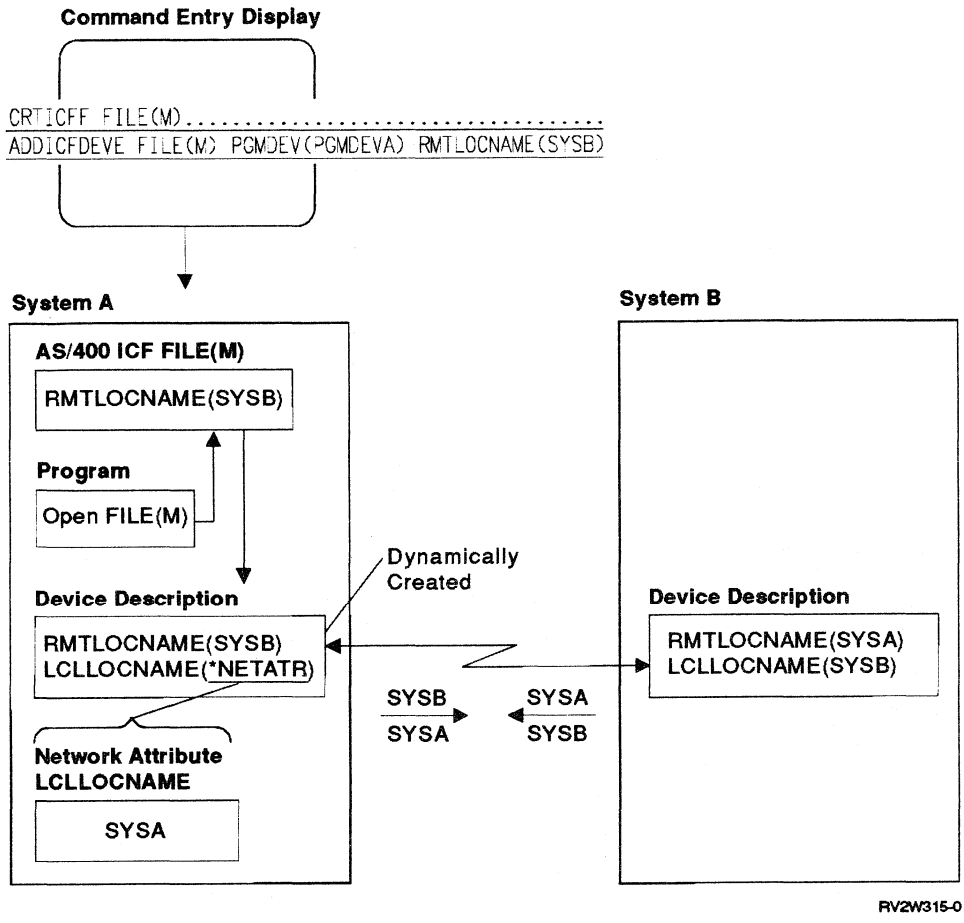 Command Entry Display
CRTICFF FILE(M)....................................
ADDICFDEVE FILE(M) PGMDEV(PGMDEVA) RMTLOCNAME(SYSB)
System A
AS/400 ICF FILE(M)
RMTLOCNAME(SYSB)
Program
Open FILE(M)
Dynamically
Created
Device Description
RMTLOCNAME(SYSB)
LCLLOCNAME(*NETATR)
Network Attribute
LCLLOCNAME
SYSA
SYSB
SYSA
SYSA
SYSB
System B
Device Description
RMTLOCNAME(SYSA)
LCLLOCNAME(SYSB)
RV2W315-0